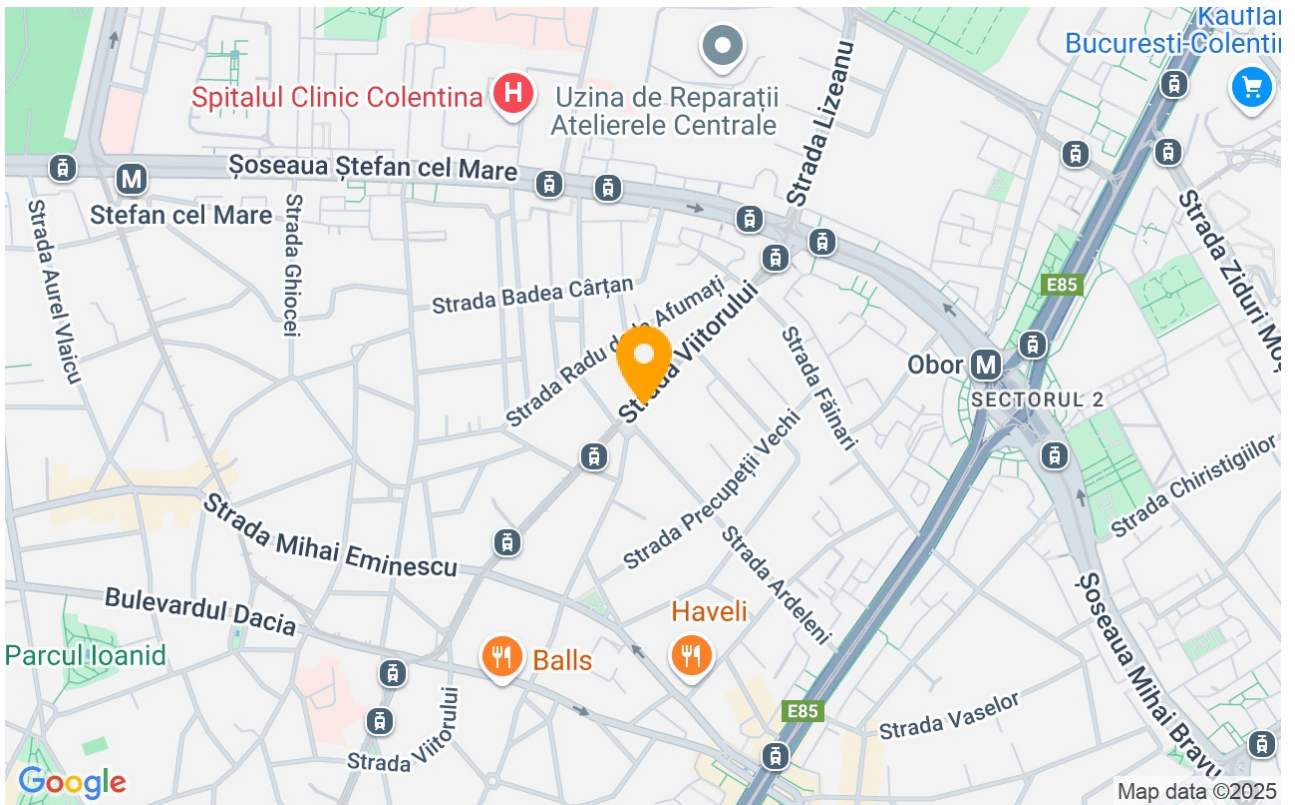 Kauflan
Bucuresti-Colentin
Spitalul Clinic Colentina
H
Uzina de Reparații
Atelierele Centrale
Strada Lizeanu
Șoseaua Ștefan cel Mare
M
Stefan cel Mare
Strada Aurel Vlaicu
Strada Ghiocei
Strada Badea Cârțan
Strada Radu de la Afumați
Strada Viitorului
Strada Ziduri Moș
E85
Obor
M
SECTORUL 2
Strada Făinari
Strada Precupeții Vechi
Strada Chiristigiilor
Strada Mihai Eminescu
Strada Ardeleni
Bulevardul Dacia
Haveli
Balls
Parcul Ioanid
Șoseaua Mihai Bravu
E85
Strada Vaselor
Strada Viitorului
Google
Map data ©2025